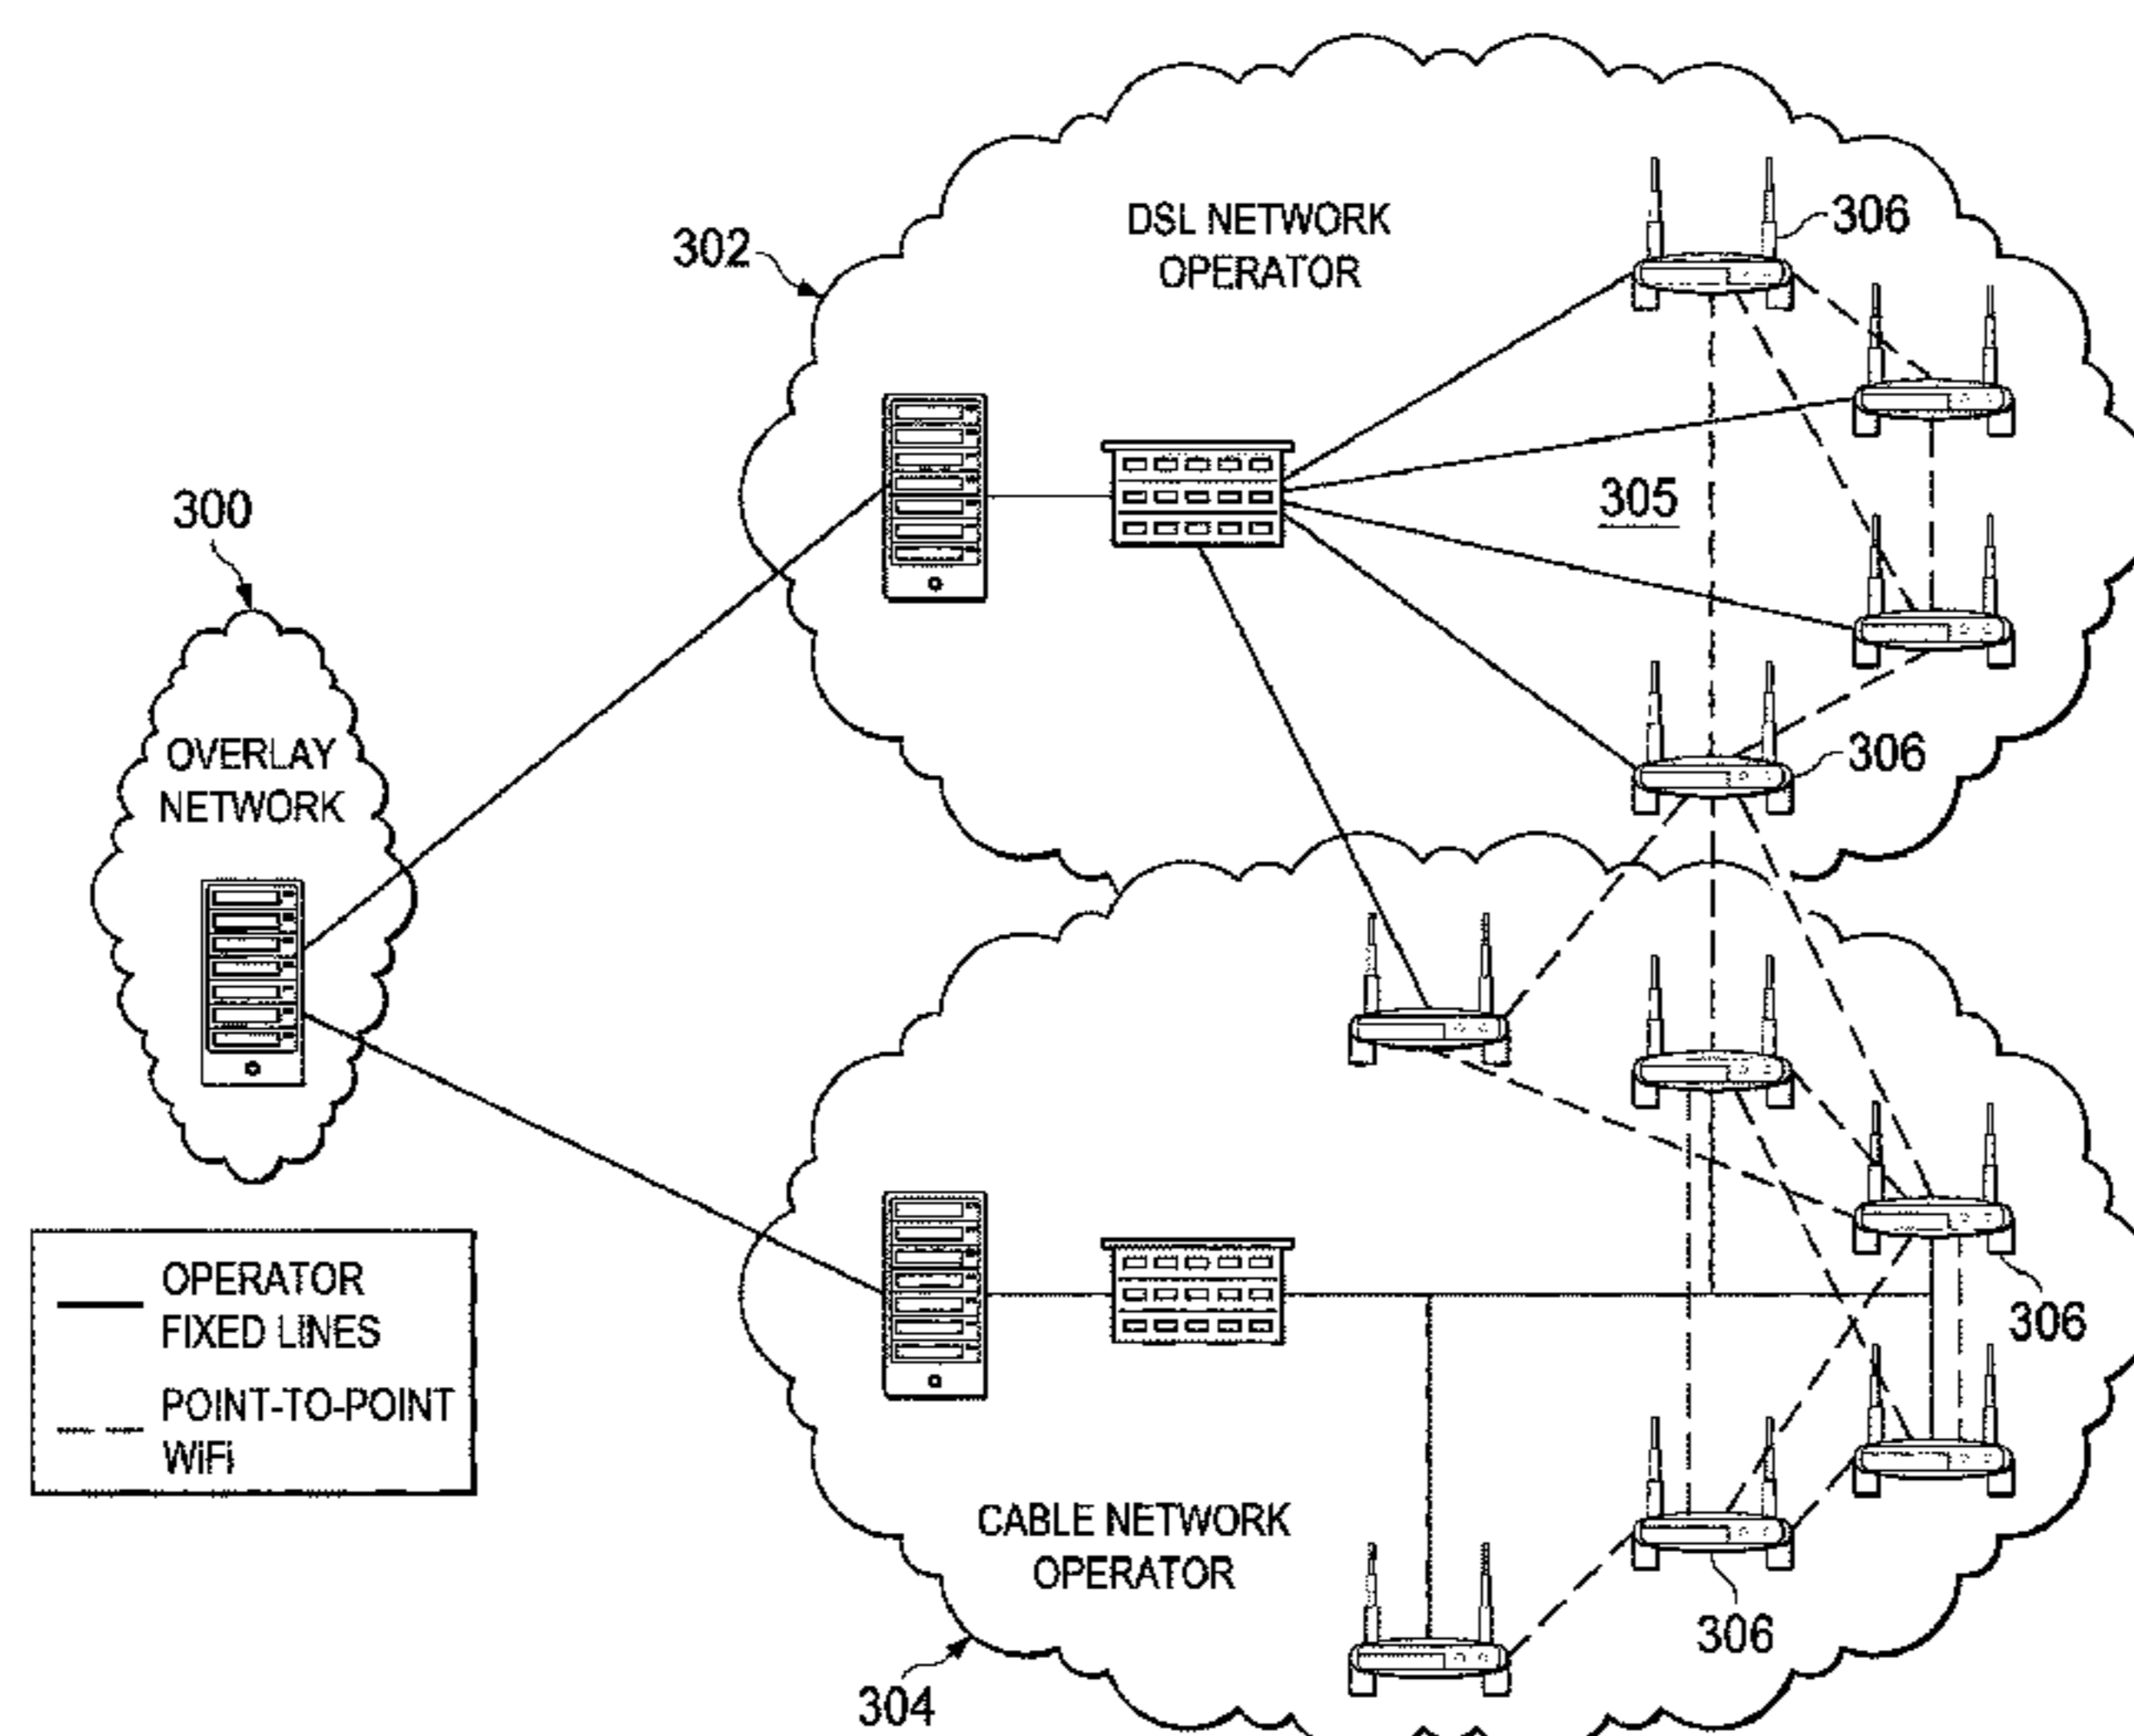 DSL NETWORK
OPERATOR
306
302
305
300
306
OVERLAY
NETWORK
OPERATOR
FIXED LINES
POINT-TO-POINT
WiFi
306
CABLE NETWORK
OPERATOR
306
304